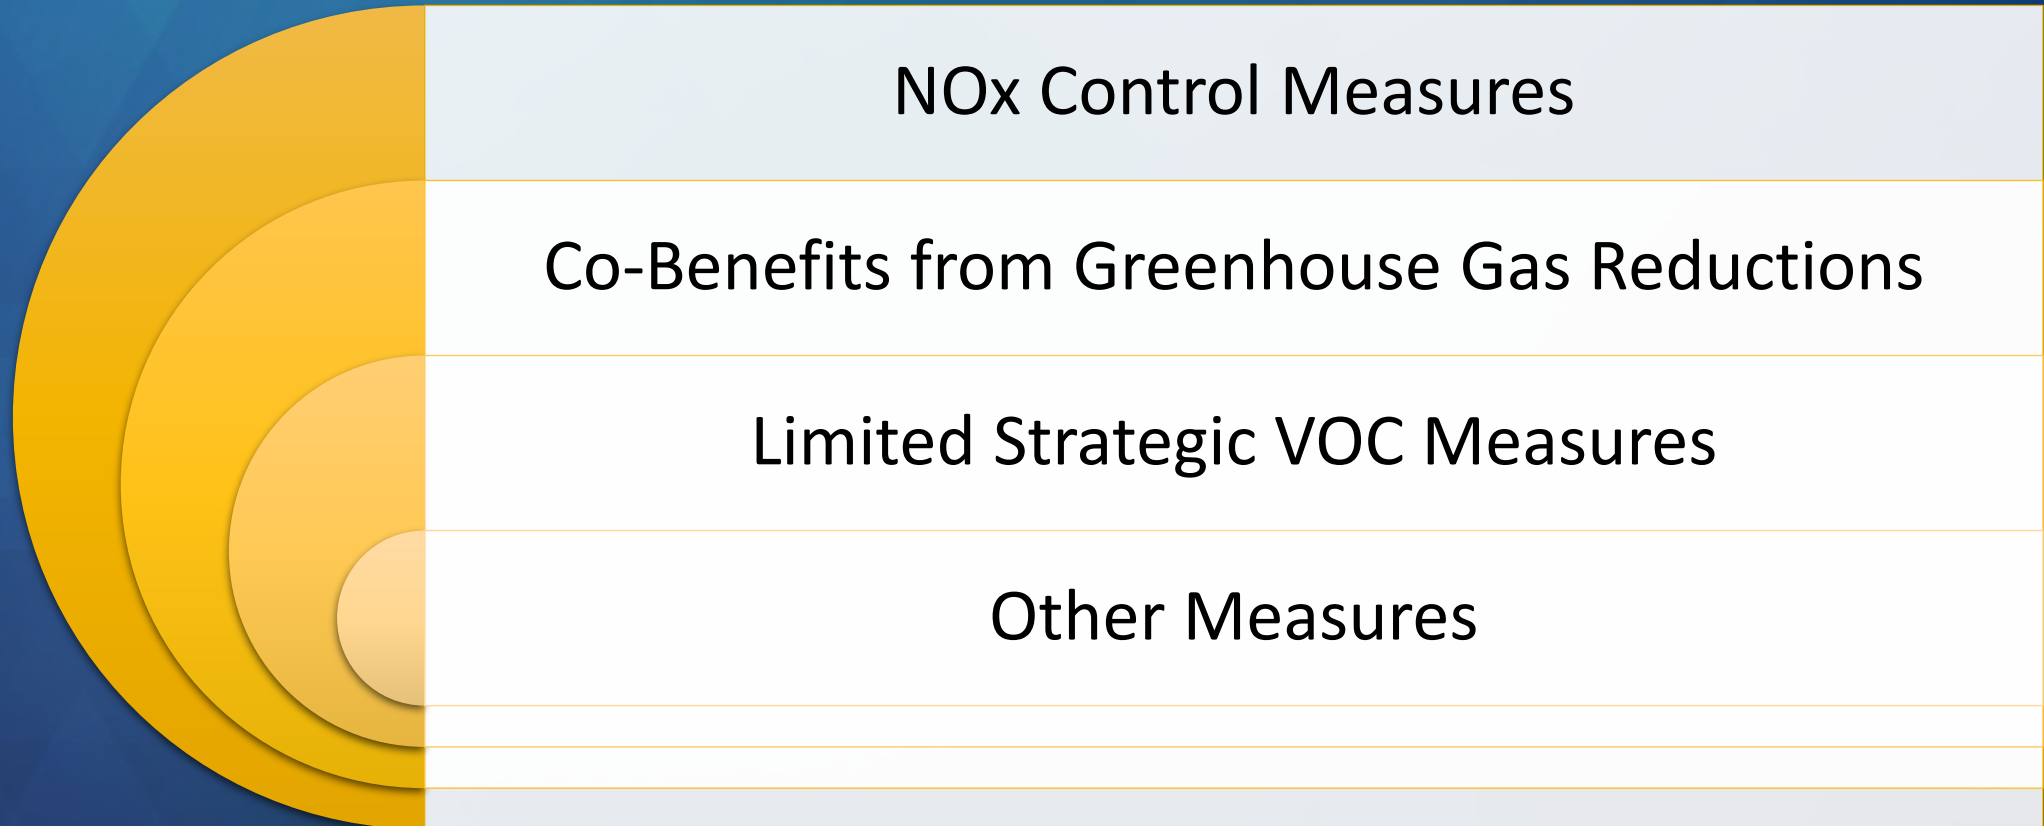 NOx Control Measures
Co-Benefits from Greenhouse Gas Reductions
Limited Strategic VOC Measures
Other Measures